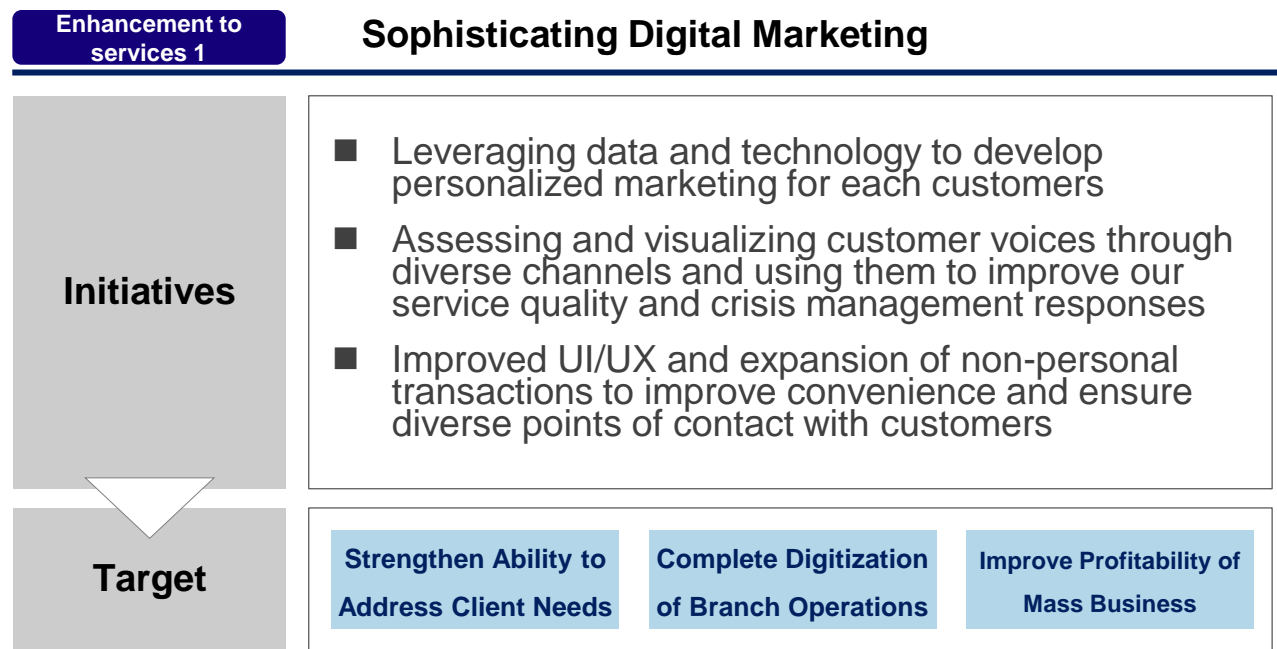 Enhancement to
services 1
Sophisticating Digital Marketing
Initiatives
■ Leveraging data and technology to develop
personalized marketing for each customers
■ Assessing and visualizing customer voices through
diverse channels and using them to improve our
service quality and crisis management responses
■ Improved UI/UX and expansion of non-personal
transactions to improve convenience and ensure
diverse points of contact with customers
Target
Strengthen Ability to
Address Client Needs
Complete Digitization
of Branch Operations
Improve Profitability of
Mass Business